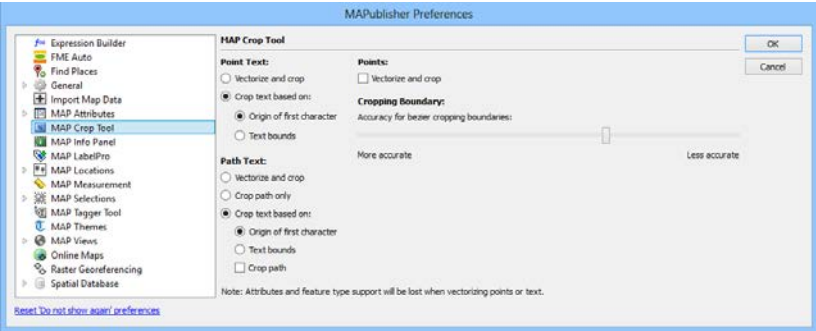 MAPublisher Preferences
Expression Builder
FME Auto
Find Places
General
Import Map Data
MAP Attributes
MAP Crop Tool
MAP Info Panel
MAP LabelPro
MAP Locations
MAP Measurement
MAP Selections
MAP Tagger Tool
MAP Themes
MAP Views
Online Maps
Raster Georeferencing
Spatial Database
Reset 'Do not show again' preferences
MAP Crop Tool
Point Text:
Vectorize and crop
Crop text based on:
Origin of first character
Text bounds
Path Text:
Vectorize and crop
Crop path only
Crop text based on:
Origin of first character
Text bounds
Crop path
Points:
Vectorize and crop
Cropping Boundary:
Accuracy for bezier cropping boundaries:
More accurate Less accurate
Note: Attributes and feature type support will be lost when vectorizing points or text.
OK
Cancel